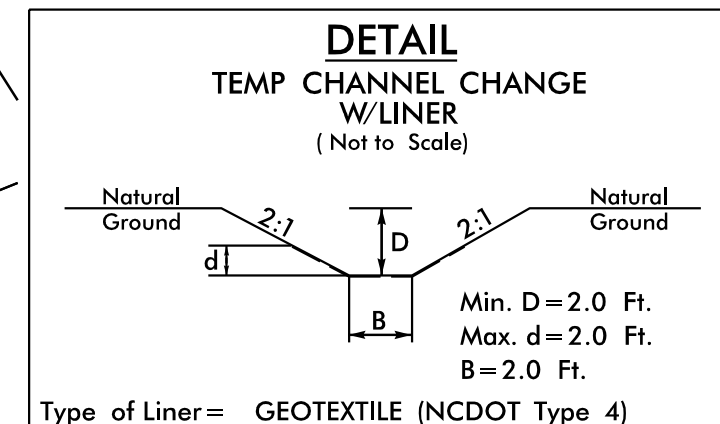 DETAIL
TEMP CHANNEL CHANGE
W/LINER
( Not to Scale)
Natural
Ground
2:1
D
2:1
Natural
Ground
d
B
Min. D=2.0 Ft.
Max. d=2.0 Ft.
B=2.0 Ft.
Type of Liner= GEOTEXTILE (NCDOT Type 4)